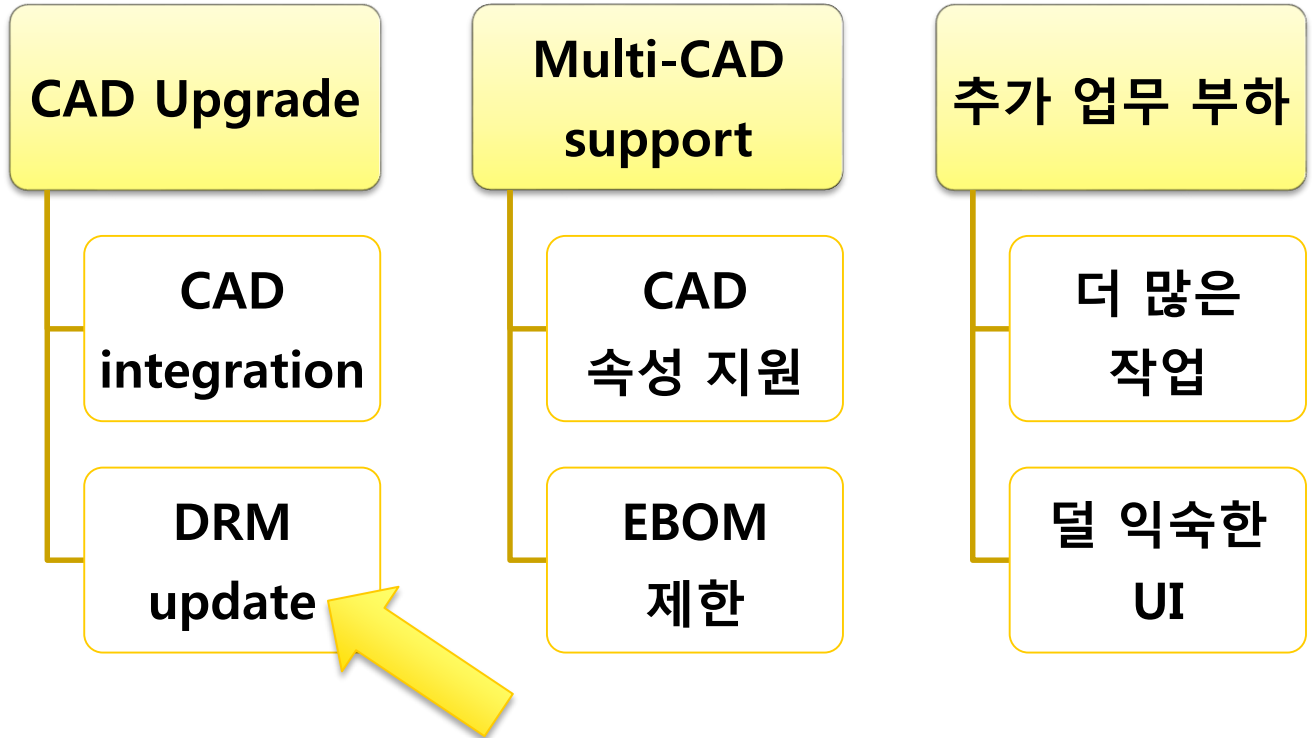 CAD Upgrade
CAD
integration
DRM
update
Multi-CAD
support
CAD
속성 지원
EBOM
제한
추가 업무 부하
더 많은
작업
덜 익숙한
UI